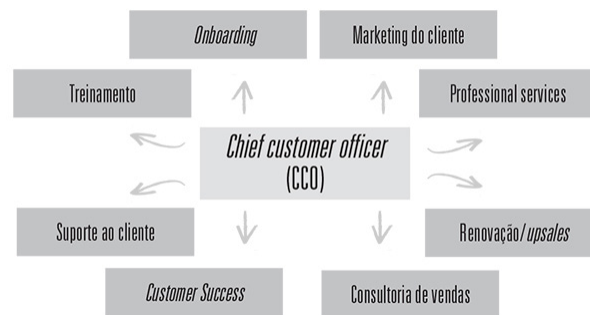 Onboarding
Marketing do cliente
Treinamento
Professional services
Chief customer officer
(CCO)
Suporte ao cliente
Renovação/upsales
Customer Success
Consultoria de vendas